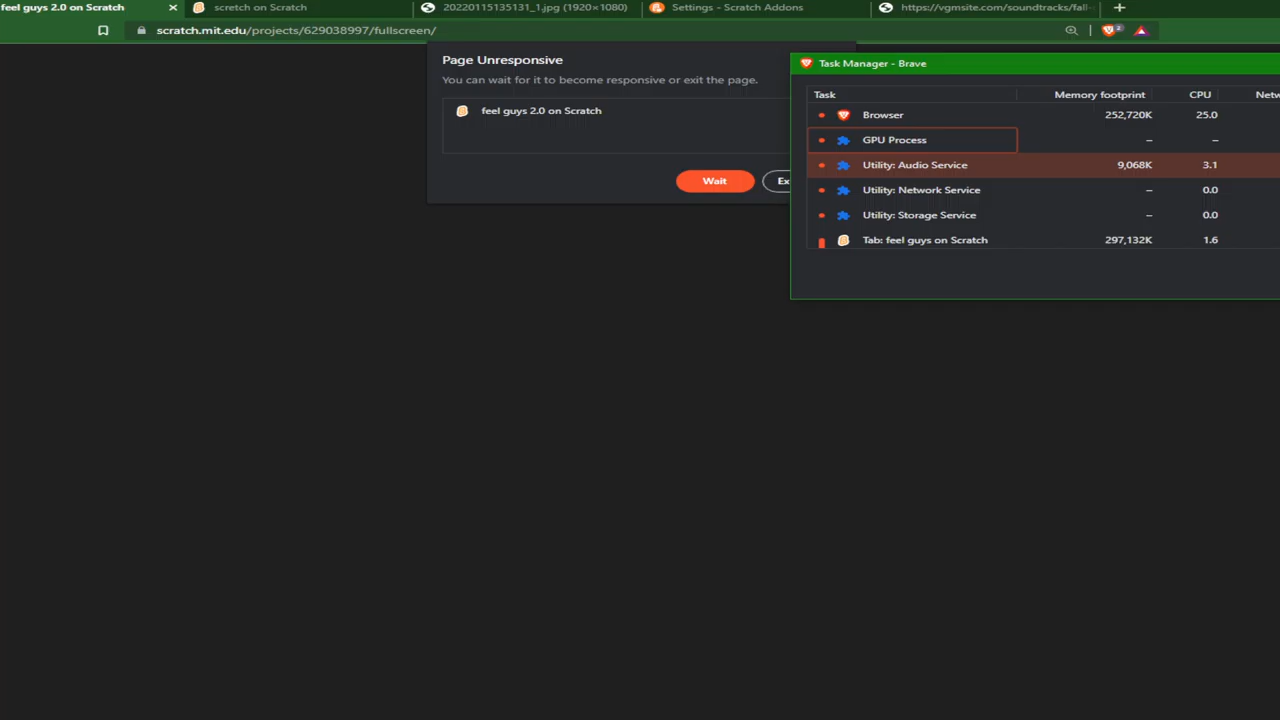 feel guys 2.0 on Scratch
scretch on Scratch
20220115135131_1.jpg (1920×1080)
Settings - Scratch Addons
https://vgmsite.com/soundtracks/fall-
scratch.mit.edu/projects/629038997/fullscreen/
2
Page Unresponsive
You can wait for it to become responsive or exit the page.
feel guys 2.0 on Scratch
Wait
Ex
Task Manager - Brave
Task Memory footprint CPU Netw
Browser 252,720K 25.0
GPU Process – –
Utility: Audio Service 9,068K 3.1
Utility: Network Service – 0.0
Utility: Storage Service – 0.0
Tab: feel guys on Scratch 297,132K 1.6